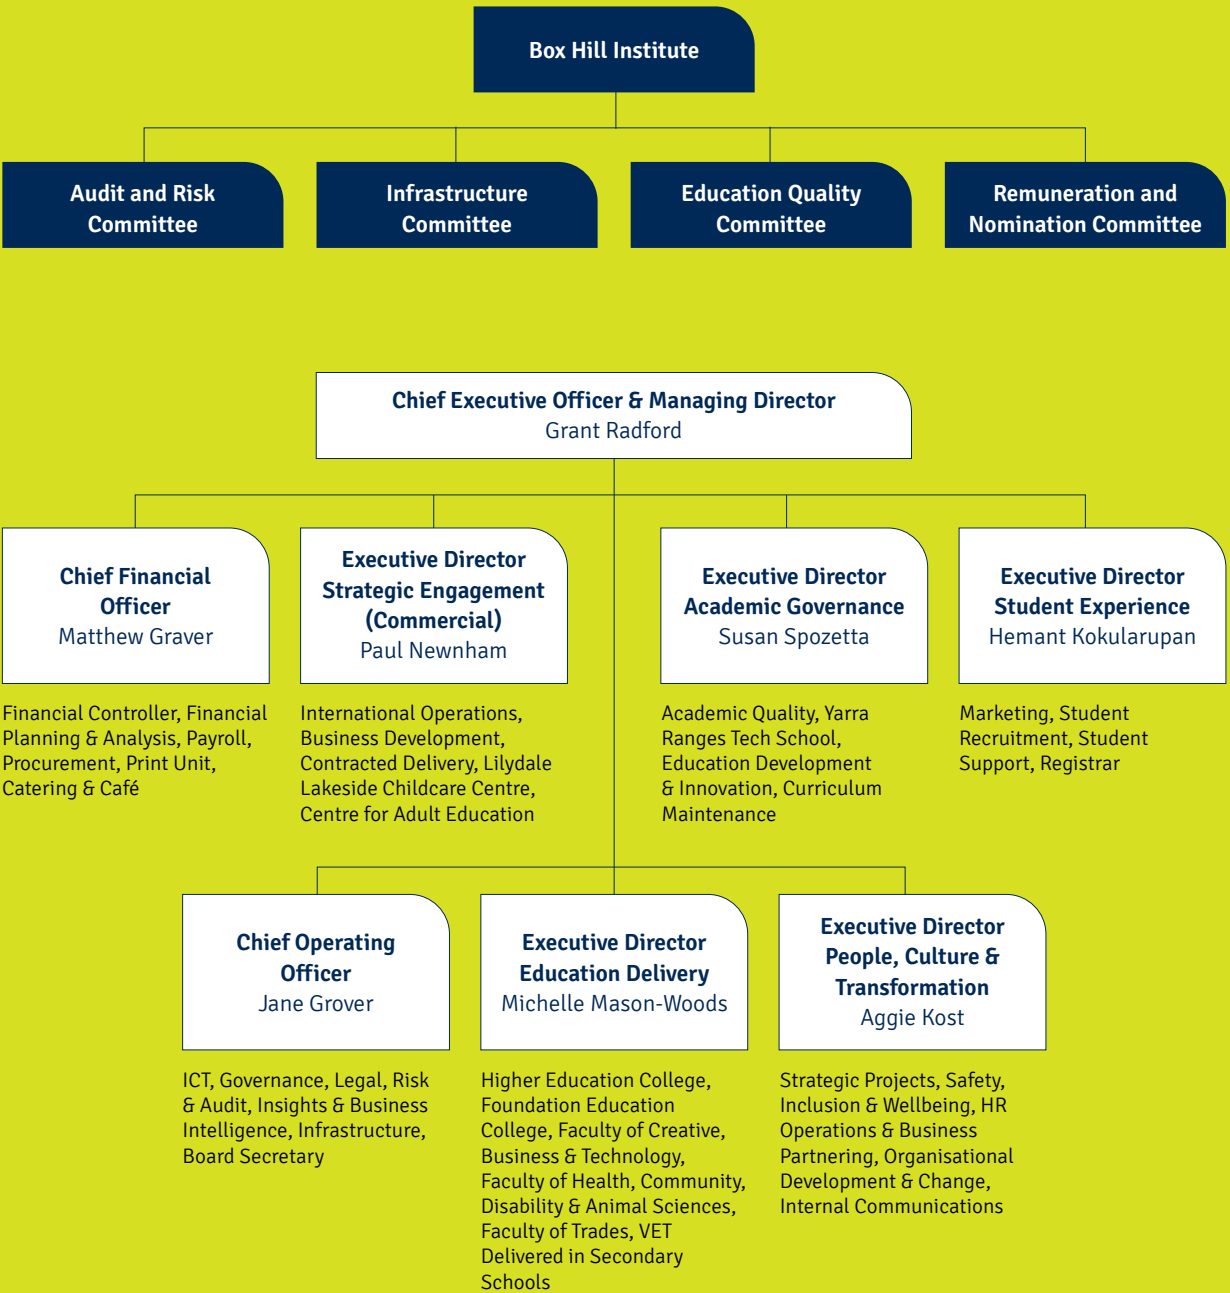 Box Hill Institute
Audit and Risk
Committee
Infrastructure
Committee
Education Quality
Committee
Remuneration and
Nomination Committee
Chief Executive Officer & Managing Director
Grant Radford
Chief Financial
Officer
Matthew Graver
Financial Controller, Financial
Planning & Analysis, Payroll,
Procurement, Print Unit,
Catering & Café
Executive Director
Strategic Engagement
(Commercial)
Paul Newnham
International Operations,
Business Development,
Contracted Delivery, Lilydale
Lakeside Childcare Centre,
Centre for Adult Education
Executive Director
Academic Governance
Susan Spozetta
Academic Quality, Yarra
Ranges Tech School,
Education Development
& Innovation, Curriculum
Maintenance
Executive Director
Student Experience
Hemant Kokularupan
Marketing, Student
Recruitment, Student
Support, Registrar
Chief Operating
Officer
Jane Grover
ICT, Governance, Legal, Risk
& Audit, Insights & Business
Intelligence, Infrastructure,
Board Secretary
Executive Director
Education Delivery
Michelle Mason-Woods
Higher Education College,
Foundation Education
College, Faculty of Creative,
Business & Technology,
Faculty of Health, Community,
Disability & Animal Sciences,
Faculty of Trades, VET
Delivered in Secondary
Schools
Executive Director
People, Culture &
Transformation
Aggie Kost
Strategic Projects, Safety,
Inclusion & Wellbeing, HR
Operations & Business
Partnering, Organisational
Development & Change,
Internal Communications